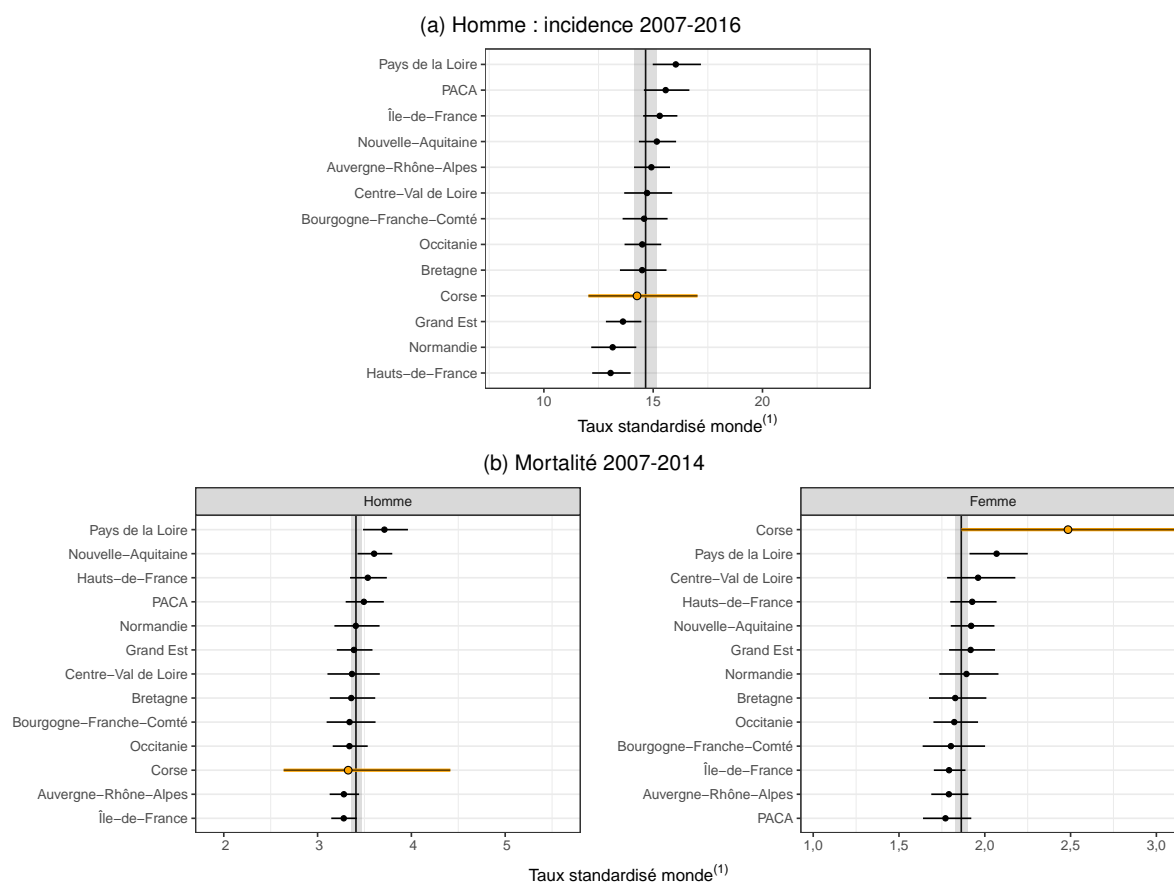 (a) Homme : incidence 2007-2016
Pays de la Loire
PACA
Île−de−France
Nouvelle−Aquitaine
Auvergne−Rhône−Alpes
Centre−Val de Loire
Bourgogne−Franche−Comté
Occitanie
Bretagne
Corse
Grand Est
Normandie
Hauts−de−France
10 15 20
Taux standardisé monde(1)
(b) Mortalité 2007-2014
Homme
Pays de la Loire
Nouvelle−Aquitaine
Hauts−de−France
PACA
Normandie
Grand Est
Centre−Val de Loire
Bretagne
Bourgogne−Franche−Comté
Occitanie
Corse
Auvergne−Rhône−Alpes
Île−de−France
2 3 4 5
Femme
Corse
Pays de la Loire
Centre−Val de Loire
Hauts−de−France
Nouvelle−Aquitaine
Grand Est
Normandie
Bretagne
Occitanie
Bourgogne−Franche−Comté
Île−de−France
Auvergne−Rhône−Alpes
PACA
1,0 1,5 2,0 2,5 3,0
Taux standardisé monde(1)